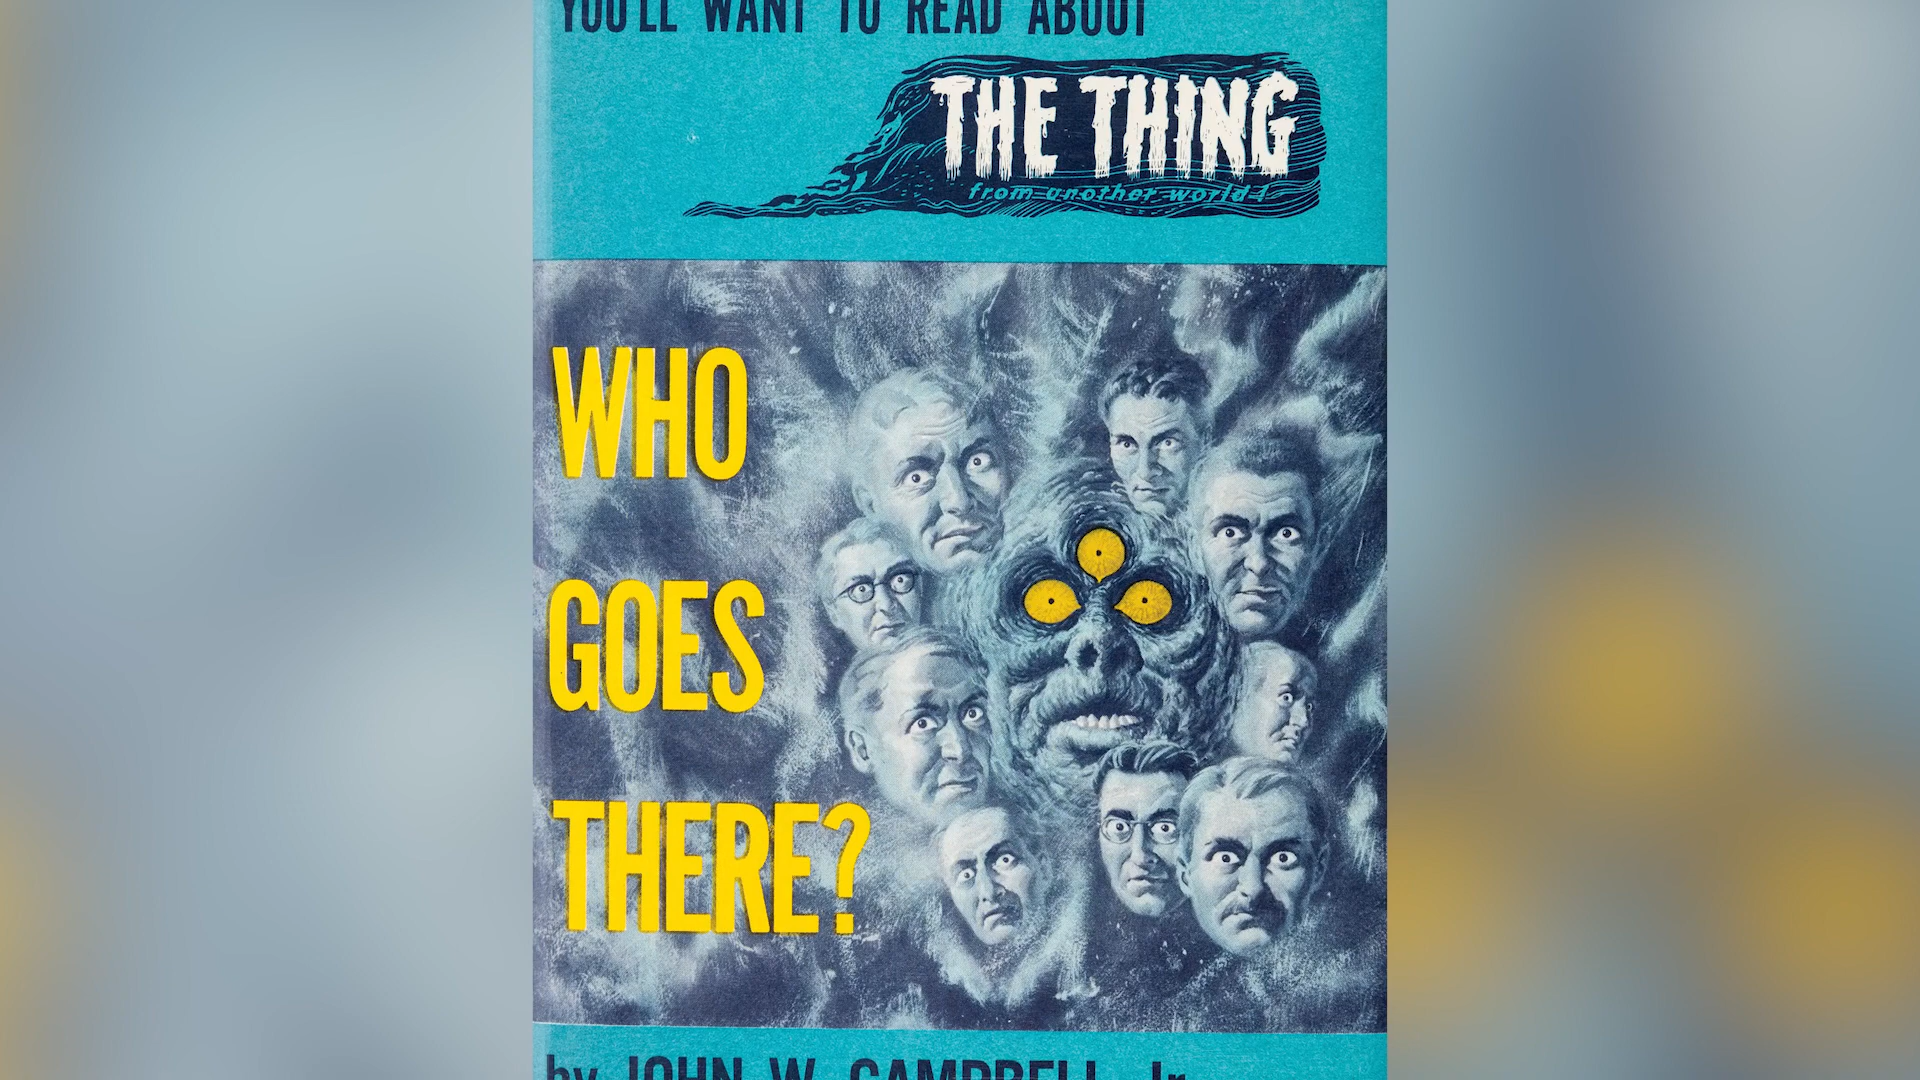 YOU'LL WANT TO READ ABOUT
THE THING
from another world!
WHO
GOES
THERE?
by JOHN W. CAMPBELL, Jr.